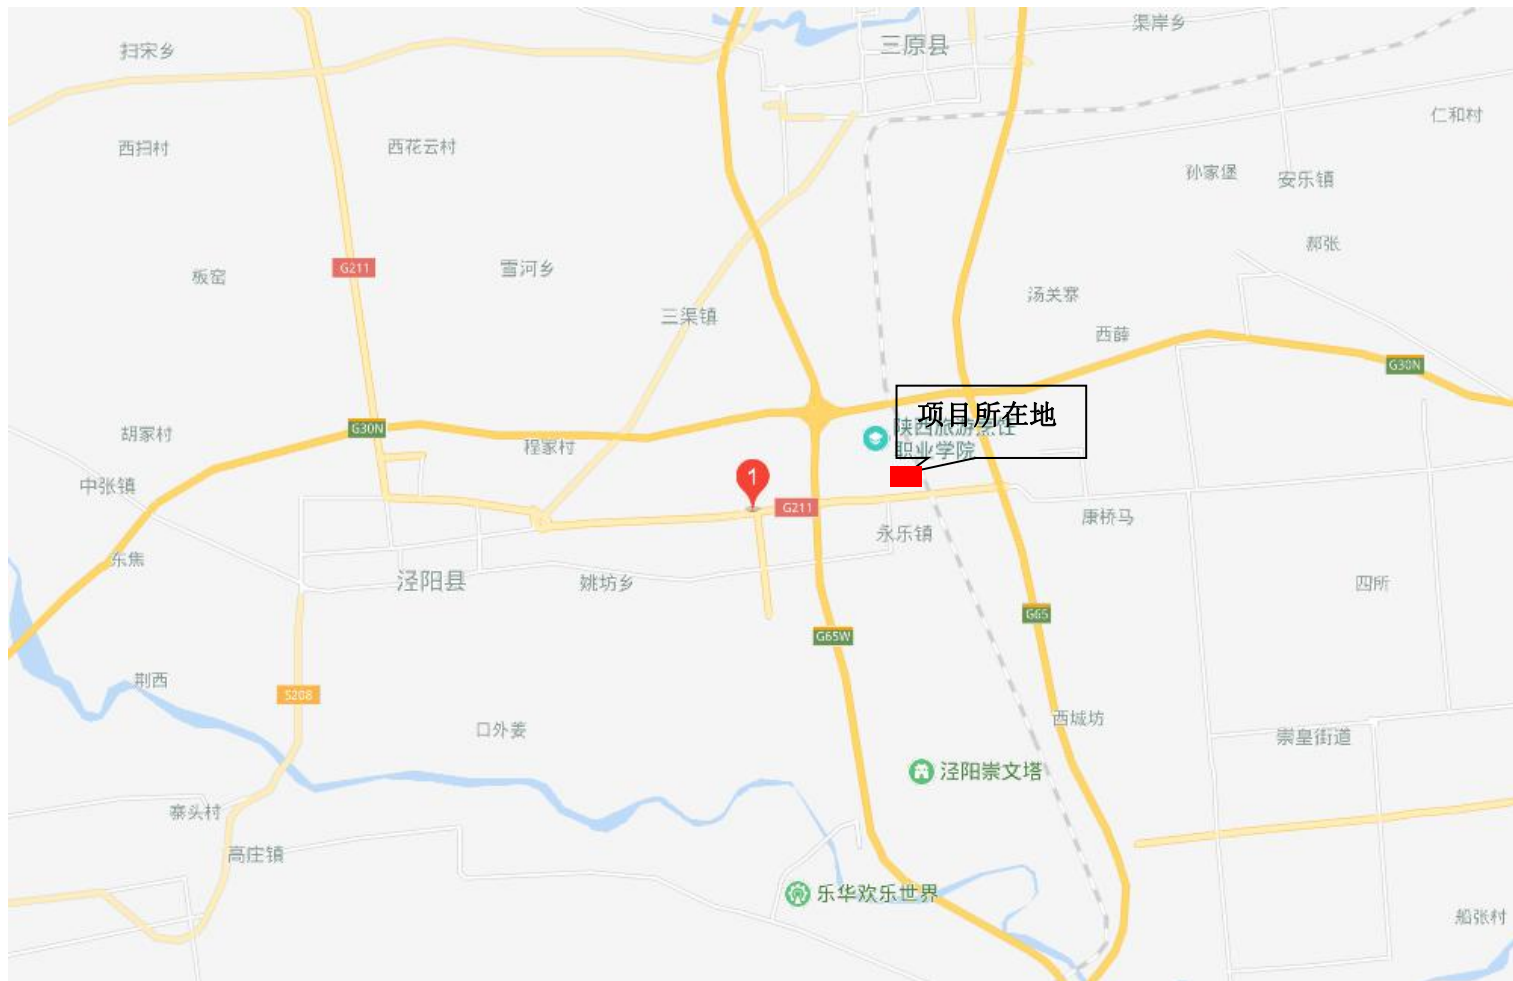 渠岸乡
三原县
扫宋乡
仁和村
西扫村
西花云村
孙家堡
安乐镇
郝张
G211
雪河乡
板窑
汤关寨
三渠镇
西薛
G30N
项目所在地
陕西旅游烹饪
职业学院
G30N
胡家村
程家村
中张镇
1
G211
康桥马
永乐镇
东焦
泾阳县
姚坊乡
四所
G65
G65W
荆西
S208
西城坊
口外姜
崇皇街道
泾阳崇文塔
寨头村
高庄镇
乐华欢乐世界
船张村